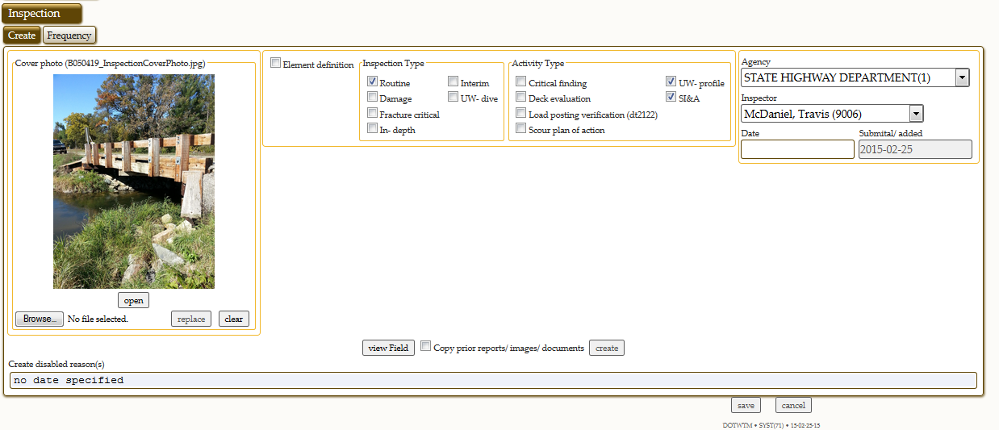 Inspection
Create Frequency
Cover photo (B050419_InspectionCoverPhoto.jpg)
open
Browse... No file selected. replace clear
Element definition
Inspection Type
Routine Interim
Damage UW- dive
Fracture critical
In- depth
Activity Type
Critical finding UW- profile
Deck evaluation SI&A
Load posting verification (dt2122)
Scour plan of action
Agency
STATE HIGHWAY DEPARTMENT(1)
Inspector
McDaniel, Travis (9006)
Date Submital/ added
2015-02-25
view Field Copy prior reports/ images/ documents create
Create disabled reason(s)
no date specified
save cancel
DOTWTM • SYST(71) • 15-02-25-15